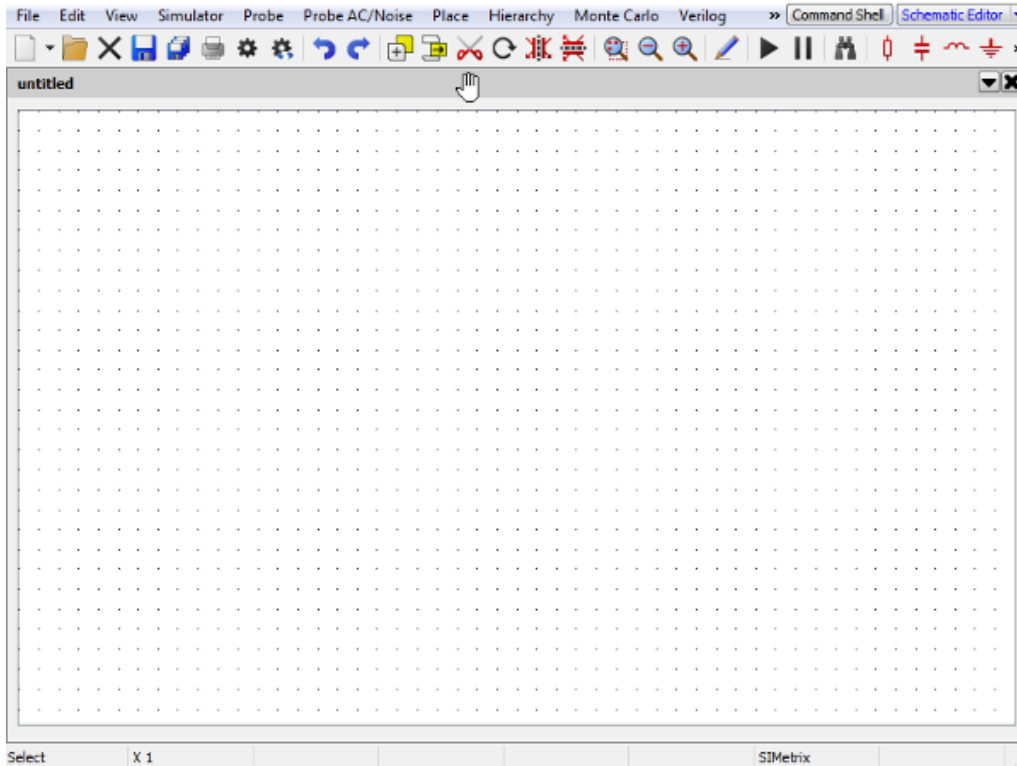 File Edit View Simulator Probe Probe AC/Noise Place Hierarchy Monte Carlo Verilog » Command Shell Schematic Editor
untitled
Select X 1 SIMetrix